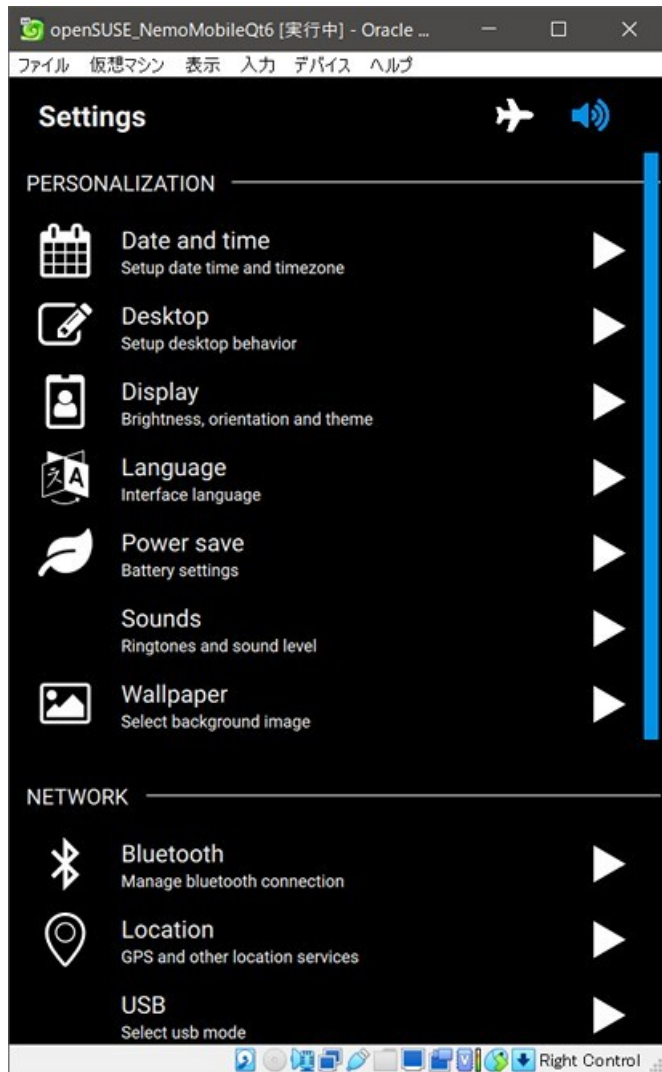 openSUSE_NemoMobileQt6 [実行中] - Oracle ...
ファイル 仮想マシン 表示 入力 デバイス ヘルプ
Settings
PERSONALIZATION
Date and time
Setup date time and timezone
Desktop
Setup desktop behavior
Display
Brightness, orientation and theme
Language
Interface language
Power save
Battery settings
Sounds
Ringtones and sound level
Wallpaper
Select background image
NETWORK
Bluetooth
Manage bluetooth connection
Location
GPS and other location services
USB
Select usb mode
Right Control